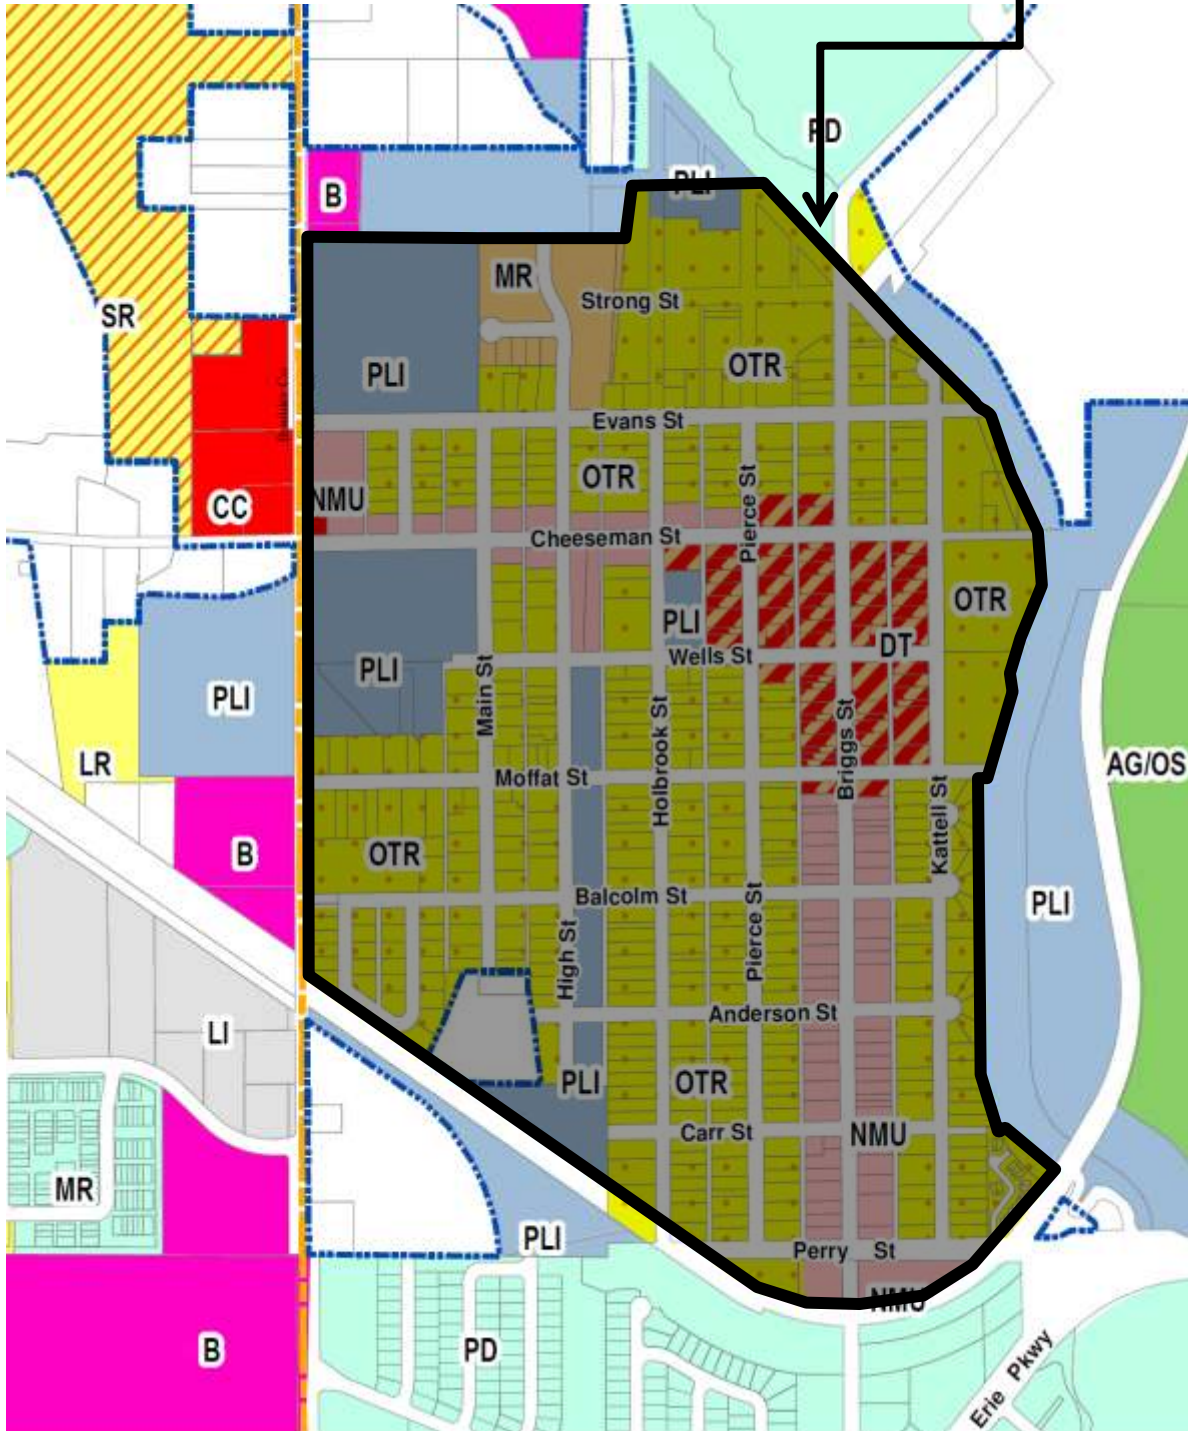 PD
PLI
B
MR
Strong St
SR
OTR
PLI
Evans St
OTR
Pierce St
NMU
CC
Cheeseman St
OTR
PLI
DT
Wells St
PLI
Main St
PLI
Holbrook St
Briggs St
LR
Moffat St
AG/OS
Kattell St
B
OTR
Balcolm St
PLI
Pierce St
High St
Anderson St
LI
PLI
OTR
Carr St
NMU
MR
PLI
Perry St
NMU
B
PD
Erie Pkwy